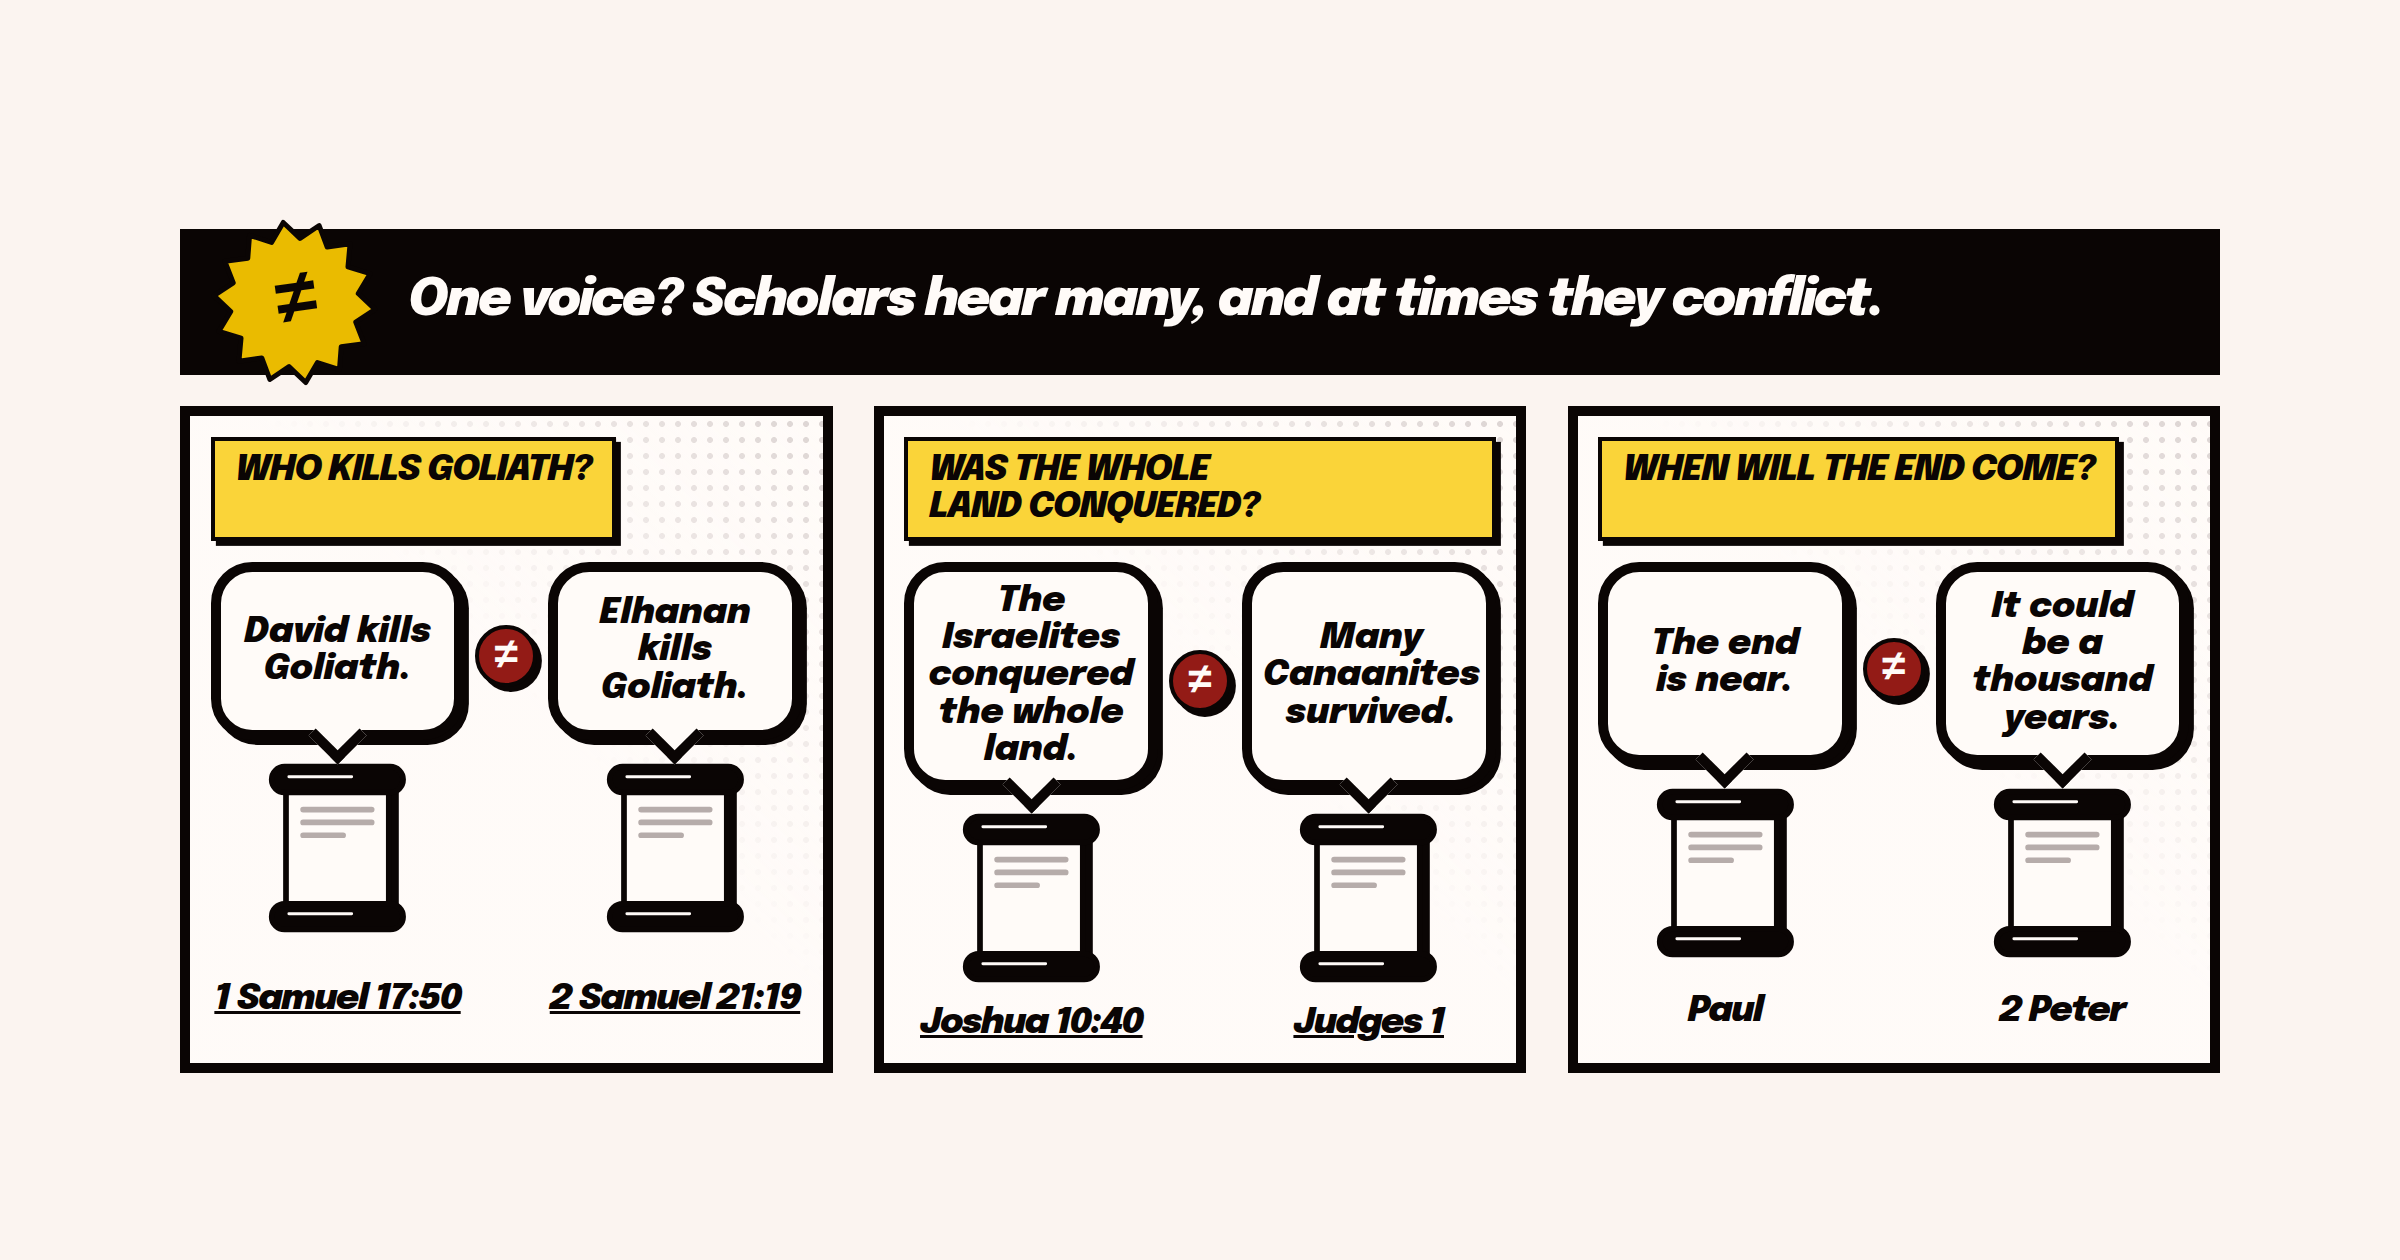 ≠
One voice? Scholars hear many, and at times they conflict.
WHO KILLS GOLIATH?
David kills
Goliath.
≠
Elhanan
kills
Goliath.
1 Samuel 17:50
2 Samuel 21:19
WAS THE WHOLE
LAND CONQUERED?
The
Israelites
conquered
the whole
land.
≠
Many
Canaanites
survived.
Joshua 10:40
Judges 1
WHEN WILL THE END COME?
The end
is near.
≠
It could
be a
thousand
years.
Paul
2 Peter